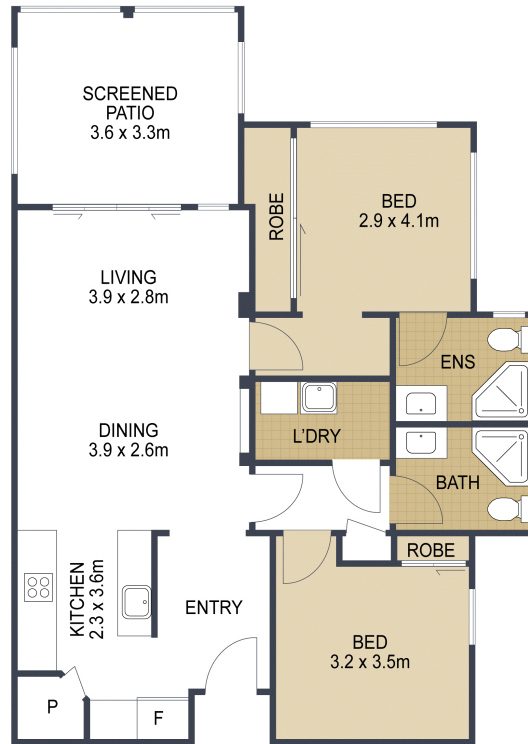 SCREENED
PATIO
3.6 x 3.3m
ROBE
BED
2.9 x 4.1m
LIVING
3.9 x 2.8m
ENS
DINING
3.9 x 2.6m
L'DRY
BATH
ROBE
KITCHEN
2.3 x 3.6m
ENTRY
BED
3.2 x 3.5m
P
F